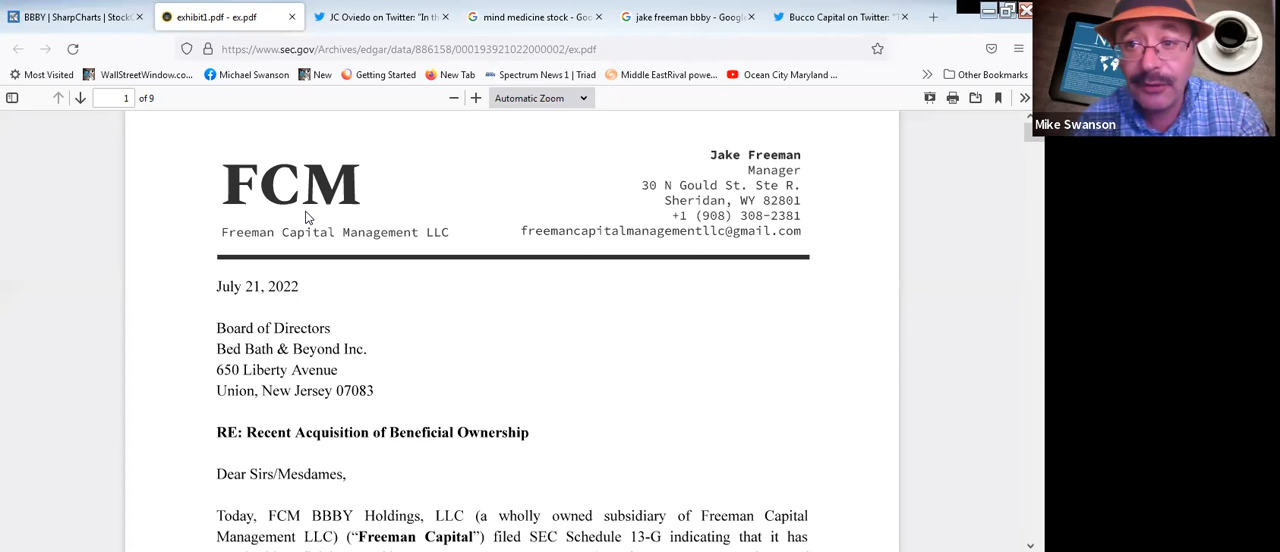 BBBY | SharpCharts | StockC
exhibit1.pdf - ex.pdf
JC Oviedo on Twitter: "In th
mind medicine stock - Goo
jake freeman bbby - Google
Bucco Capital on Twitter: "T
https://www.sec.gov/Archives/edgar/data/886158/000193921022000002/ex.pdf
Most Visited
WallStreetWindow.co...
Michael Swanson
New
Getting Started
New Tab
Spectrum News 1 | Triad
Middle EastRival powe...
Ocean City Maryland ...
Other Bookmarks
1 of 9
Automatic Zoom
Mike Swanson
FCM
Freeman Capital Management LLC
Jake Freeman
Manager
30 N Gould St. Ste R.
Sheridan, WY 82801
+1 (908) 308-2381
freemancapitalmanagementllc@gmail.com
July 21, 2022
Board of Directors
Bed Bath & Beyond Inc.
650 Liberty Avenue
Union, New Jersey 07083
RE: Recent Acquisition of Beneficial Ownership
Dear Sirs/Mesdames,
Today, FCM BBBY Holdings, LLC (a wholly owned subsidiary of Freeman Capital
Management LLC) (“Freeman Capital”) filed SEC Schedule 13-G indicating that it has